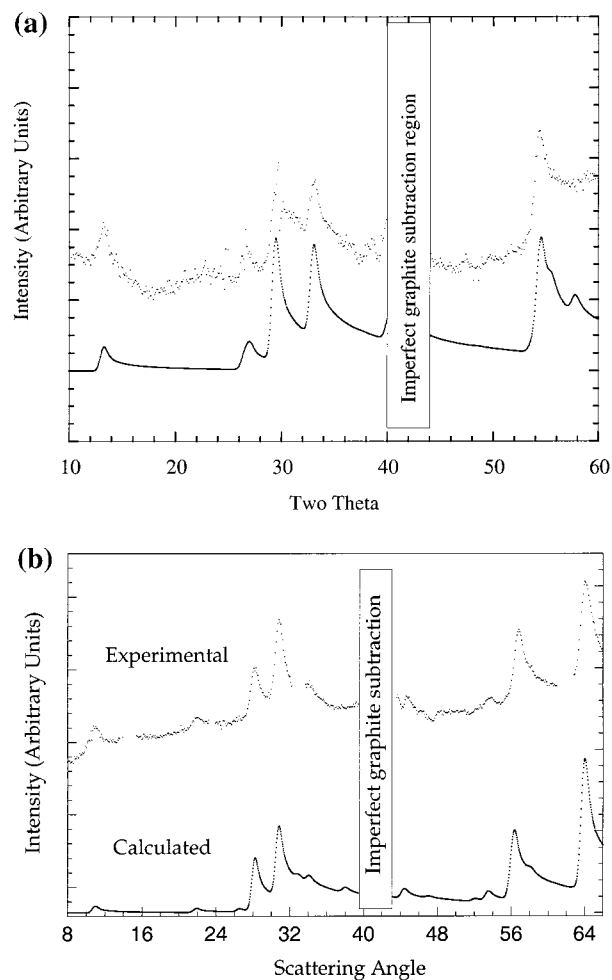 (a)
Intensity (Arbitrary Units)
Imperfect graphite subtraction region
10 20 30 40 50 60
Two Theta
(b)
Intensity (Arbitrary Units)
Experimental
Calculated
Imperfect graphite subtraction
8 16 24 32 40 48 56 64
Scattering Angle